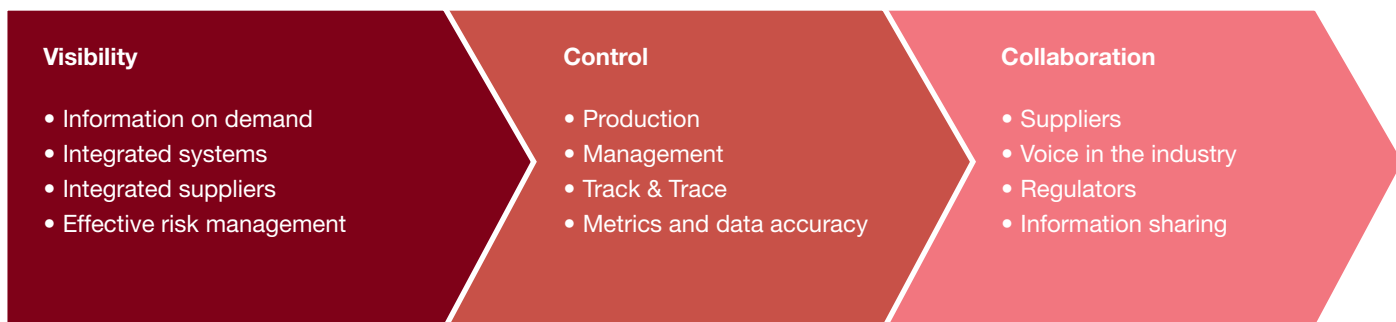 Visibility
• Information on demand
• Integrated systems
• Integrated suppliers
• Effective risk management
Control
• Production
• Management
• Track & Trace
• Metrics and data accuracy
Collaboration
• Suppliers
• Voice in the industry
• Regulators
• Information sharing